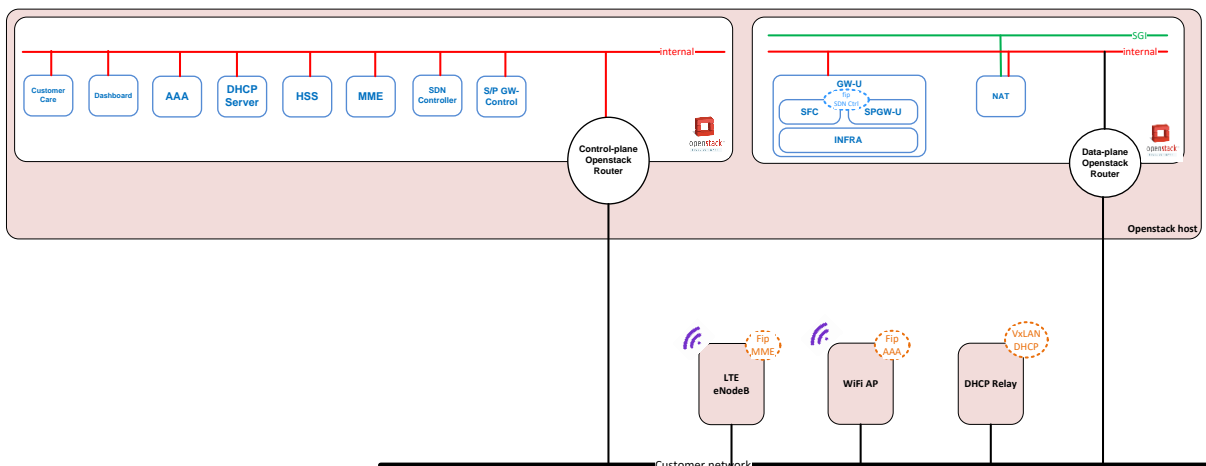 SGI
internal
internal
Customer
Care
Dashboard
AAA
DHCP
Server
HSS
MME
SDN
Controller
S/P GW-
Control
GW-U
fip
SDN Ctrl
SFC
SPGW-U
INFRA
NAT
openstack
openstack
Control-plane
Openstack
Router
Data-plane
Openstack
Router
Openstack host
Fip
MME
LTE
eNodeB
Fip
AAA
WiFi AP
VxLAN
DHCP
DHCP Relay
Customer network